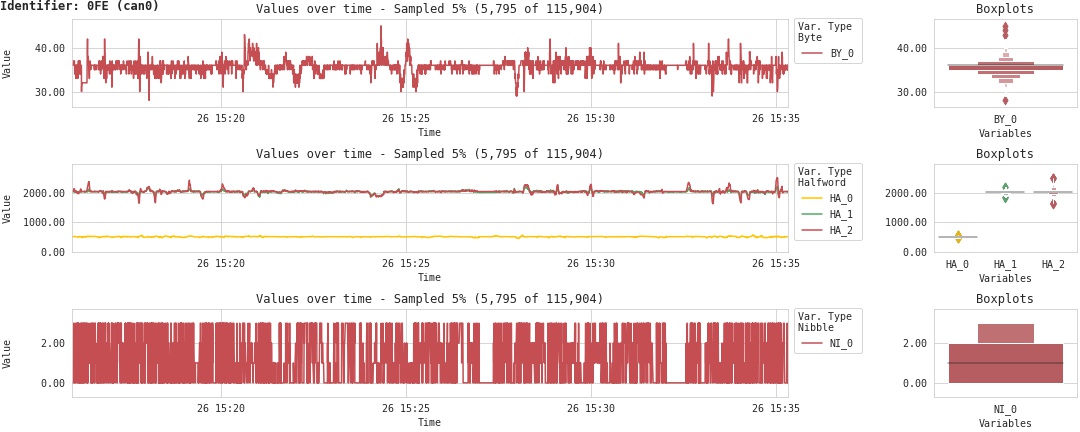 Identifier: 0FE (can0)
Values over time - Sampled 5% (5,795 of 115,904)
Boxplots
Var. Type
Byte
BY_0
Value
40.00
30.00
26 15:20
26 15:25
26 15:30
26 15:35
Time
BY_0
Variables
Values over time - Sampled 5% (5,795 of 115,904)
Boxplots
Var. Type
Halfword
HA_0
HA_1
HA_2
Value
2000.00
1000.00
0.00
2000.00
1000.00
0.00
26 15:20
26 15:25
26 15:30
26 15:35
Time
HA_0
HA_1
HA_2
Variables
Values over time - Sampled 5% (5,795 of 115,904)
Boxplots
Var. Type
Nibble
NI_0
Value
2.00
0.00
2.00
0.00
26 15:20
26 15:25
26 15:30
26 15:35
Time
NI_0
Variables
40.00
30.00